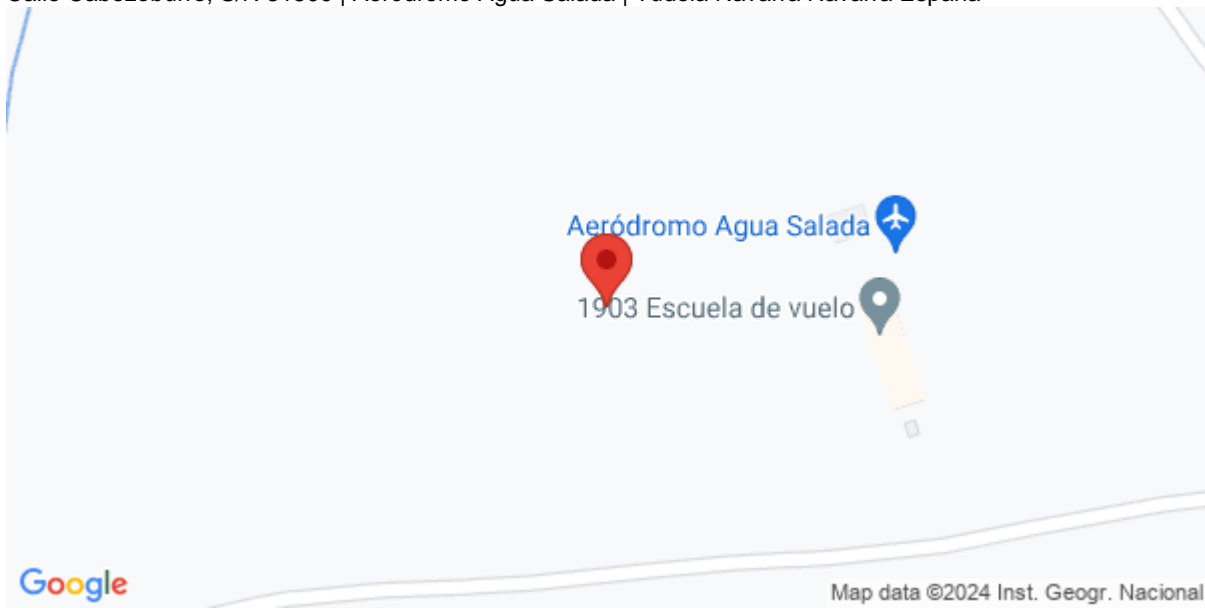 Aeródromo Agua Salada
1903 Escuela de vuelo
Google
Map data ©2024 Inst. Geogr. Nacional